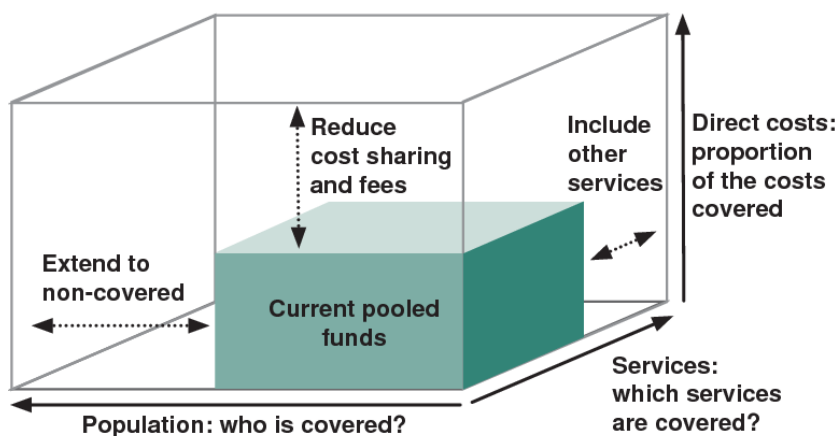 Reduce
cost sharing
and fees
Include
other
services
Direct costs:
proportion
of the costs
covered
Extend to
non-covered
Current pooled
funds
Services:
which services
are covered?
Population: who is covered?